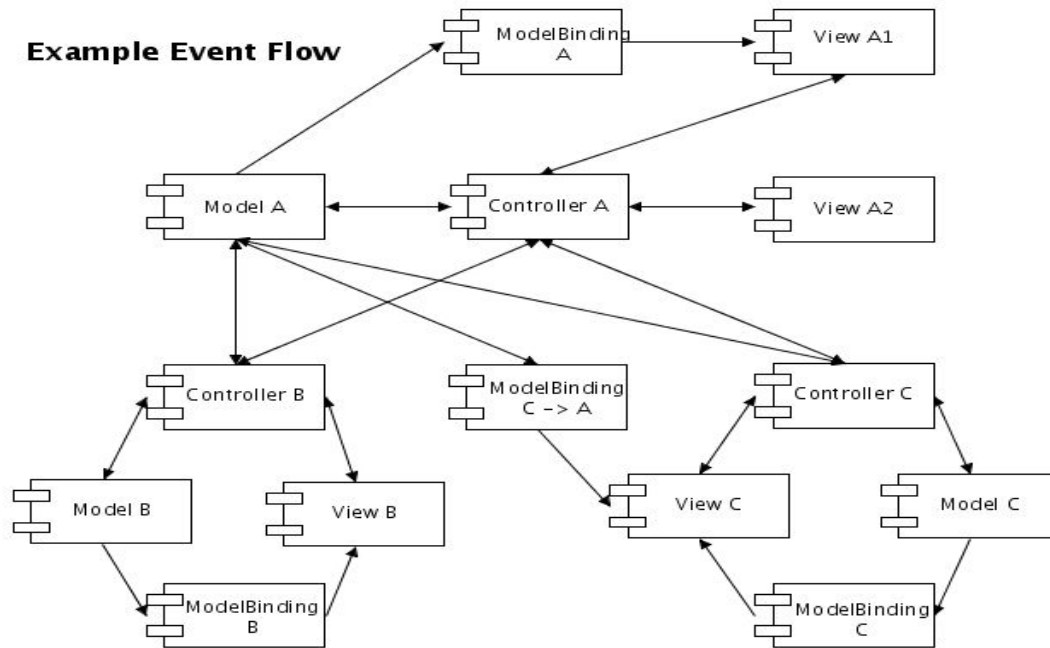 Example Event Flow
ModelBinding
A
View A1
Model A
Controller A
View A2
Controller B
ModelBinding
C -> A
Controller C
Model B
View B
View C
Model C
ModelBinding
B
ModelBinding
C